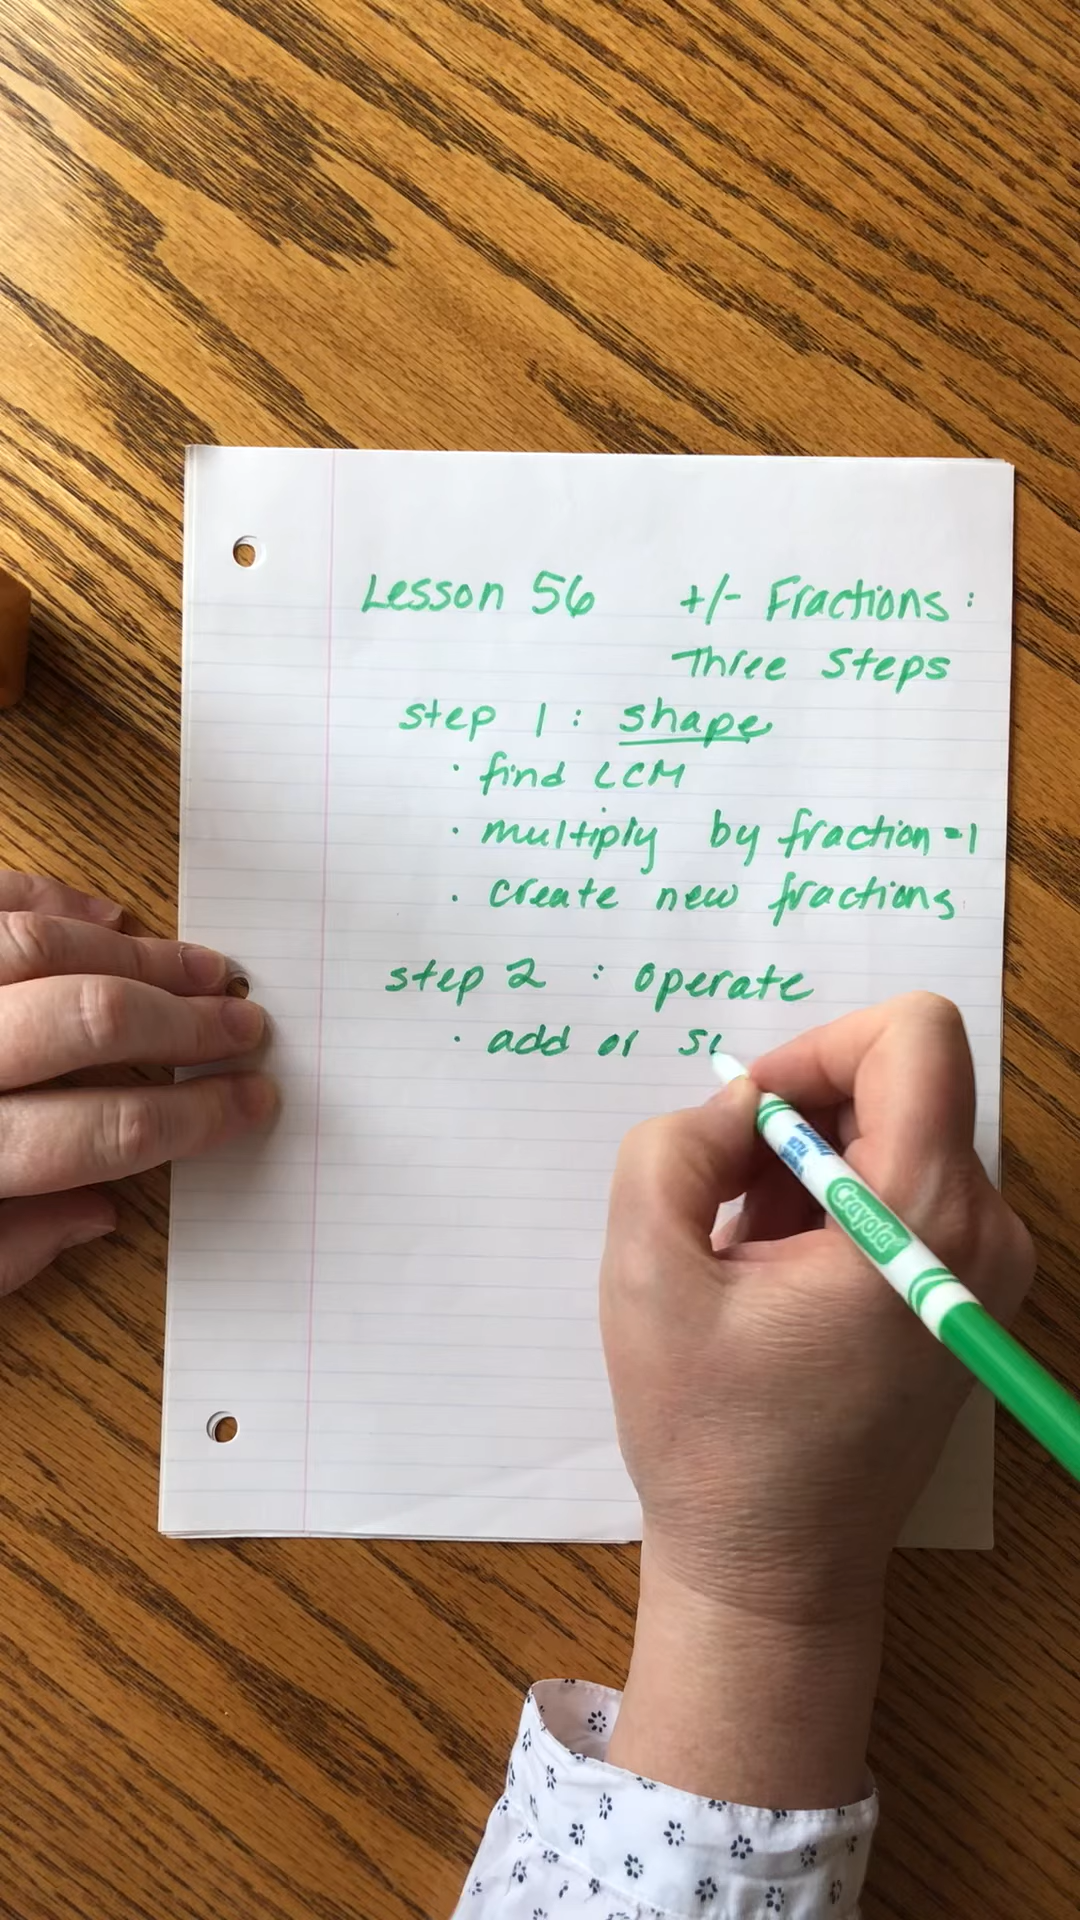 Lesson 56 +/- Fractions:
Three Steps
step 1: shape
· find LCM
· multiply by fraction=1
· create new fractions
step 2: operate
· add or su
Crayola